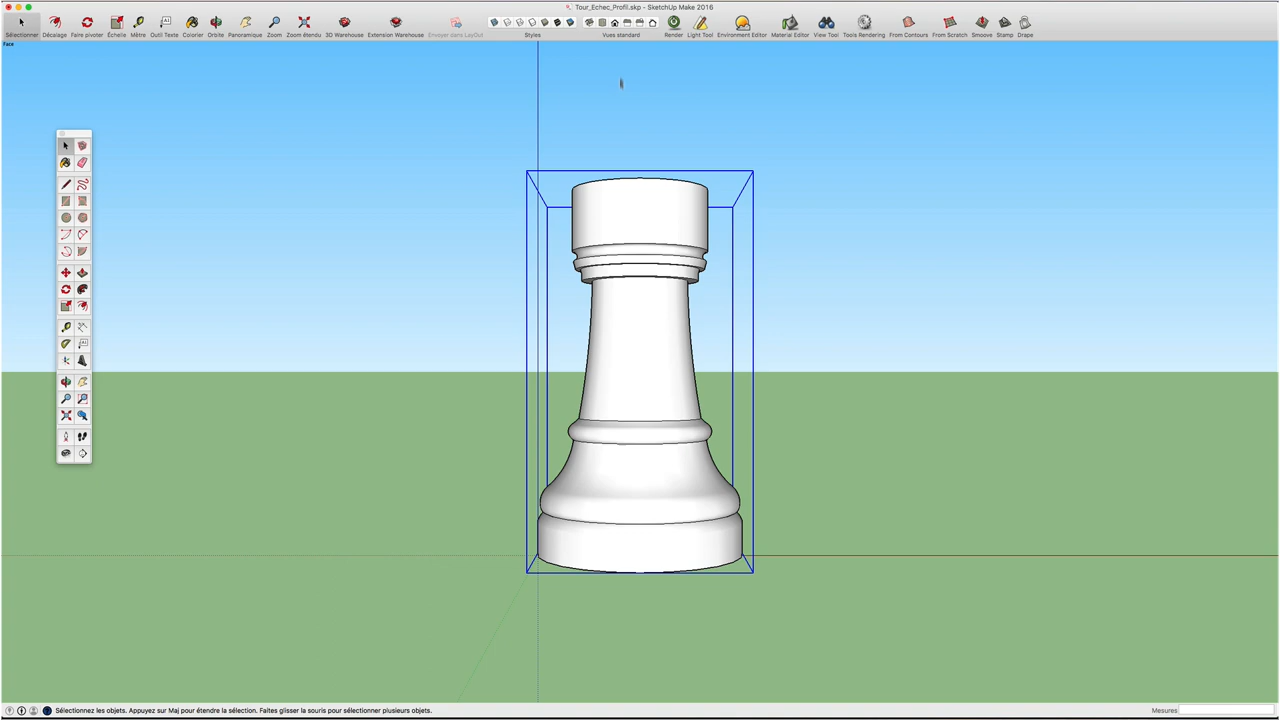 Tour_Echec_Profil.skp - SketchUp Make 2016
Sélectionner Décalage Faire pivoter Échelle Mètre Outil Texte Colorier Orbite Panoramique Zoom Zoom étendu 3D Warehouse Extension Warehouse Envoyer dans LayOut Styles Vues standard Render Light Tool Environment Editor Material Editor View Tool Tools Rendering From Contours From Scratch Smoove Stamp Drape
Face
Sélectionnez les objets. Appuyez sur Maj pour étendre la sélection. Faites glisser la souris pour sélectionner plusieurs objets. Mesures